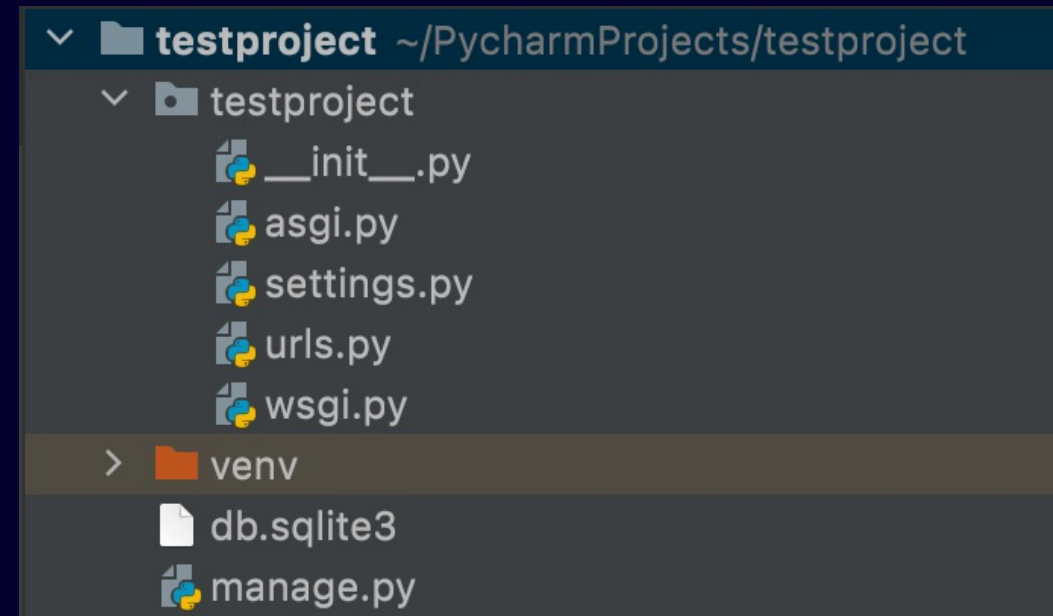 testproject ~/PycharmProjects/testproject
testproject
__init__.py
asgi.py
settings.py
urls.py
wsgi.py
venv
db.sqlite3
manage.py